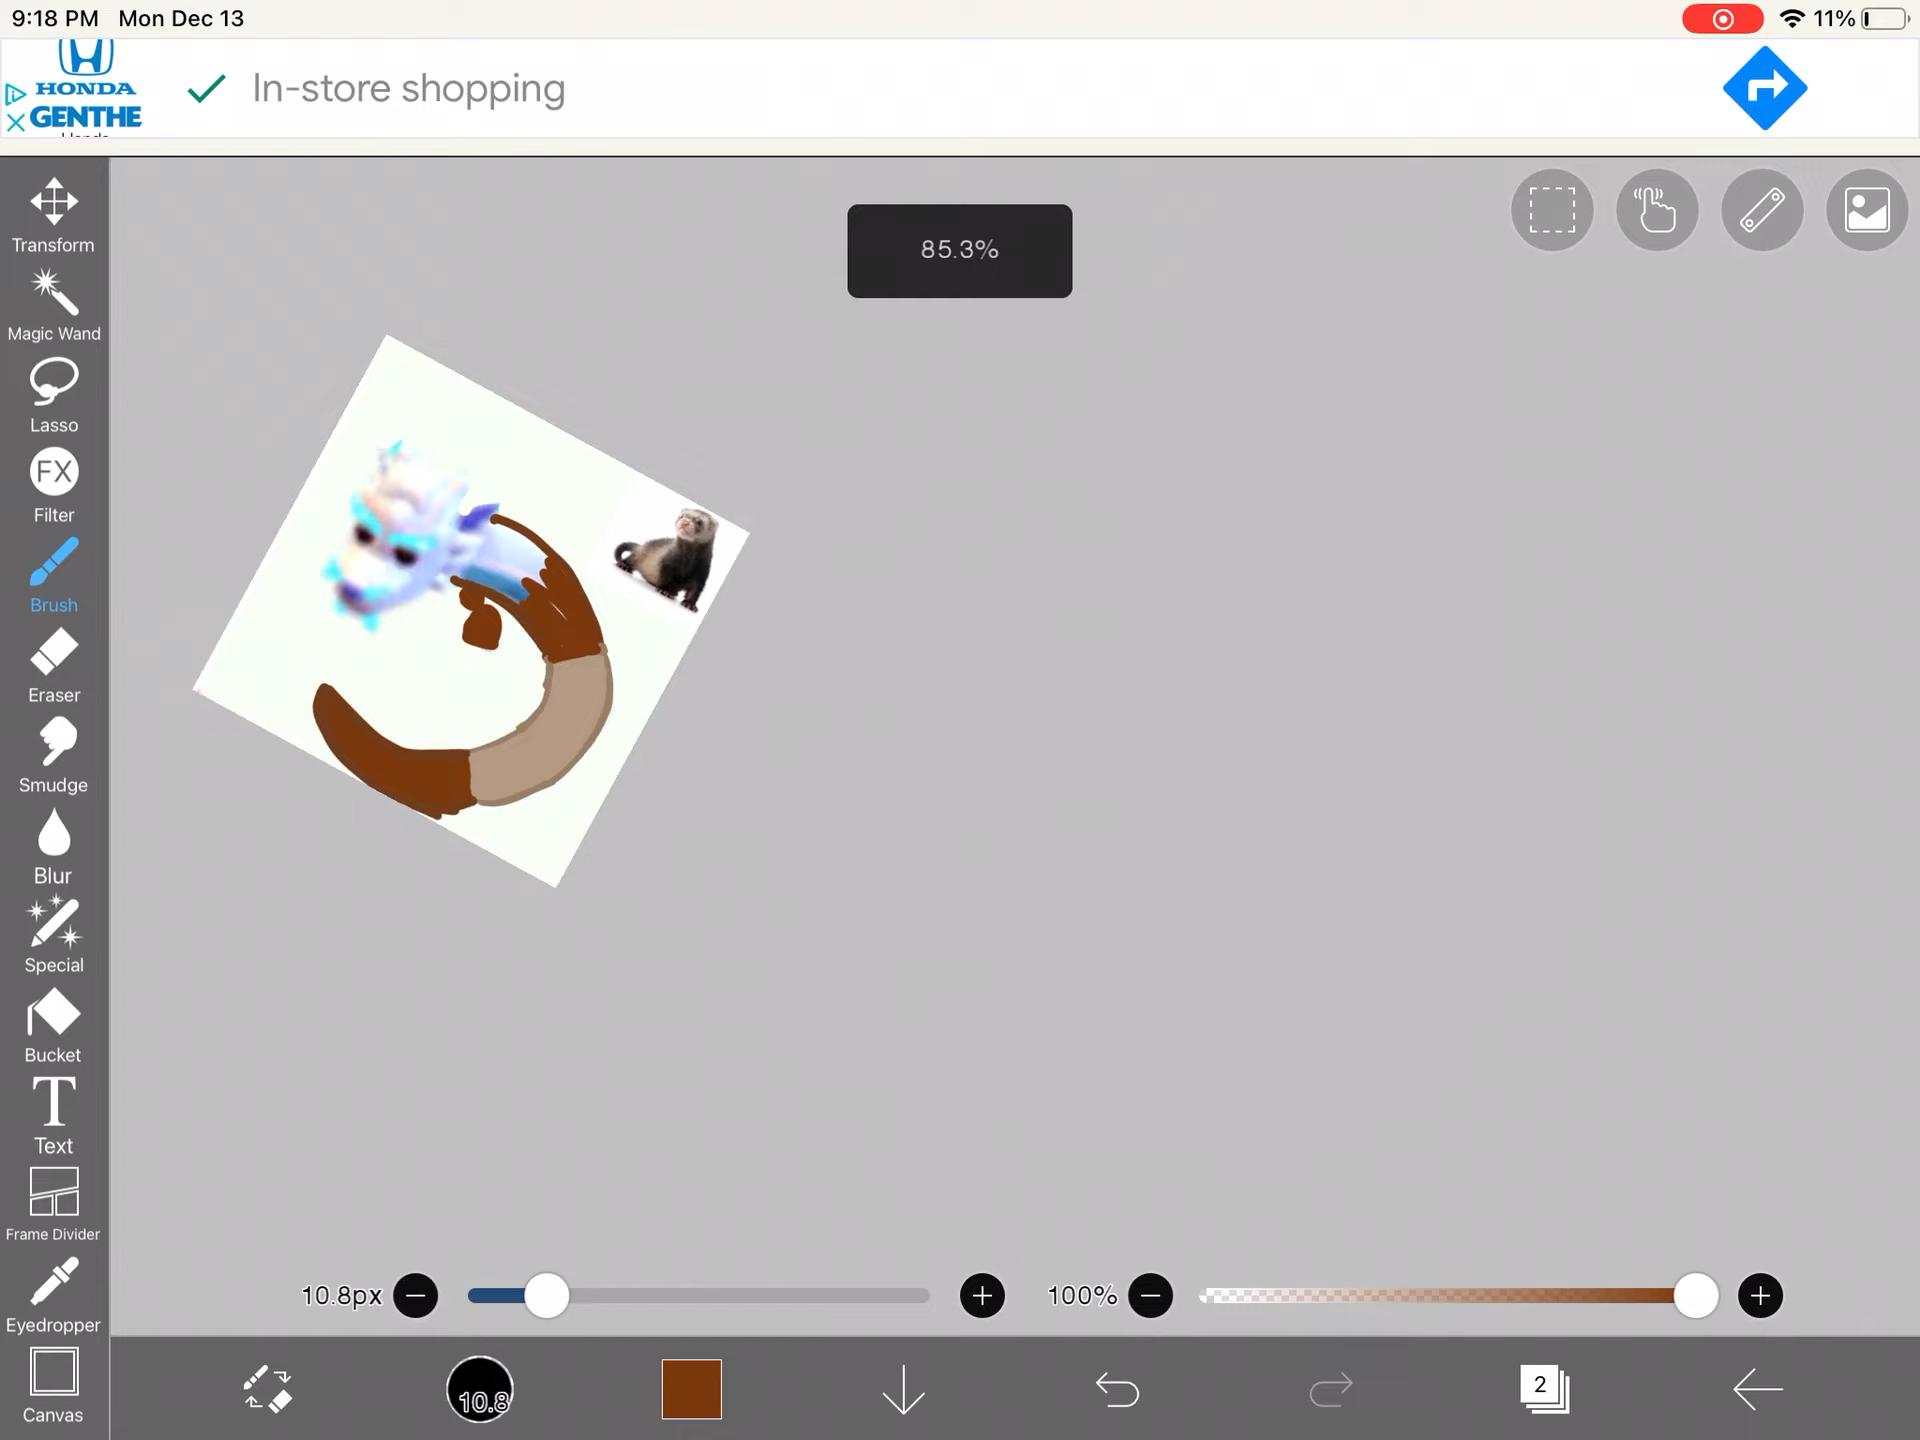 9:18 PM Mon Dec 13
11%
HONDA
GENTHE
In-store shopping
85.3%
Transform
Magic Wand
Lasso
FX
Filter
Brush
Eraser
Smudge
Blur
Special
Bucket
T
Text
Frame Divider
Eyedropper
Canvas
10.8px
100%
10.8
2